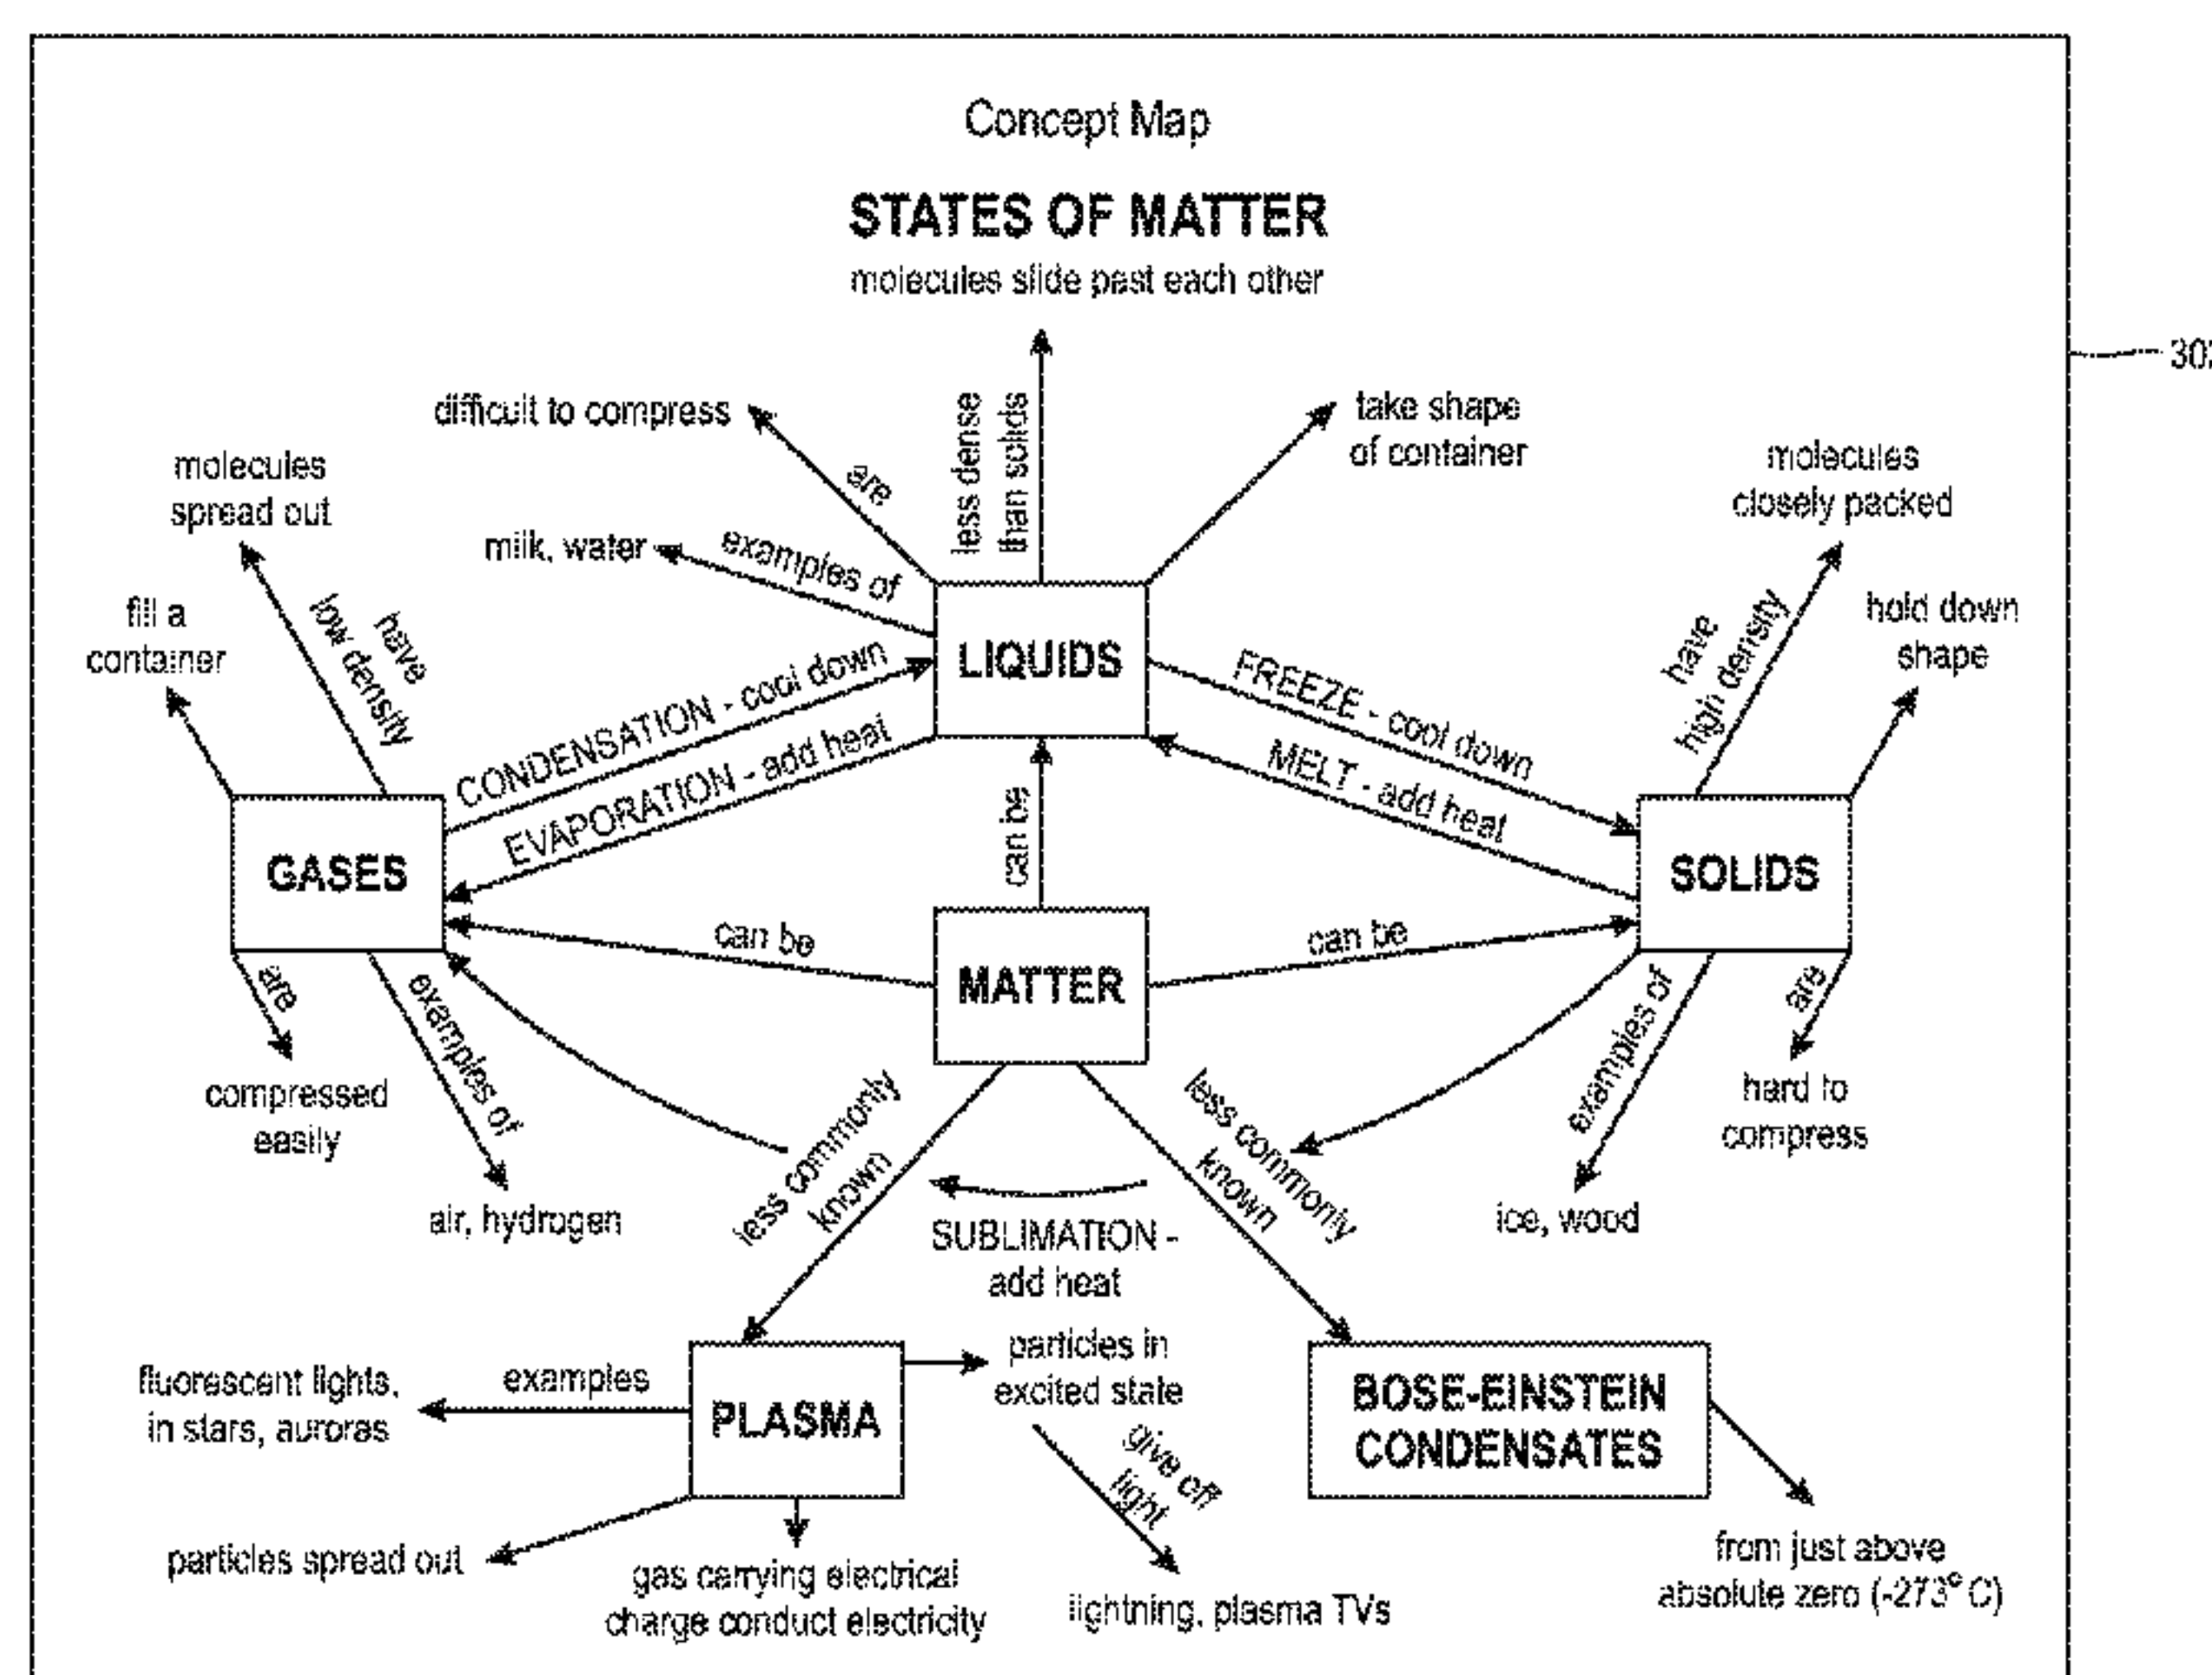 Concept Map
STATES OF MATTER
molecules slide past each other
difficult to compress
are
less dense
than solids
take shape
of container
molecules
spread out
milk, water
examples of
molecules
closely packed
fill a
container
have
low density
LIQUIDS
have
high density
hold down
shape
CONDENSATION - cool down
EVAPORATION - add heat
FREEZE - cool down
MELT - add heat
can be
GASES
can be
MATTER
can be
SOLIDS
are
examples of
compressed
easily
air, hydrogen
less commonly
known
SUBLIMATION -
add heat
less commonly
known
examples of
are
hard to
compress
ice, wood
fluorescent lights,
in stars, auroras
examples
PLASMA
particles in
excited state
give off
light
BOSE-EINSTEIN
CONDENSATES
particles spread out
gas carrying electrical
charge conduct electricity
lightning, plasma TVs
from just above
absolute zero (-273°C)